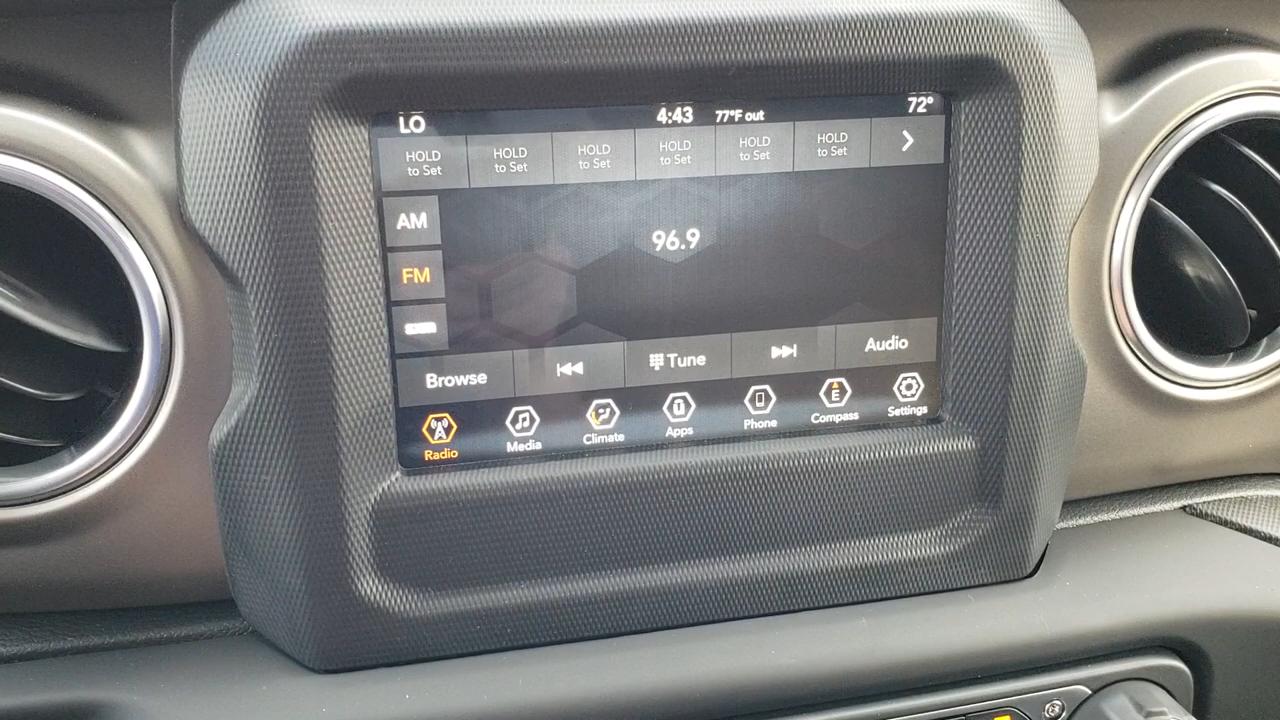 LO 4:43 77°F out 72°
HOLD to Set
HOLD to Set
HOLD to Set
HOLD to Set
HOLD to Set
HOLD to Set
AM
96.9
FM
Browse Tune Audio
Radio Media Climate Apps Phone Compass Settings
E